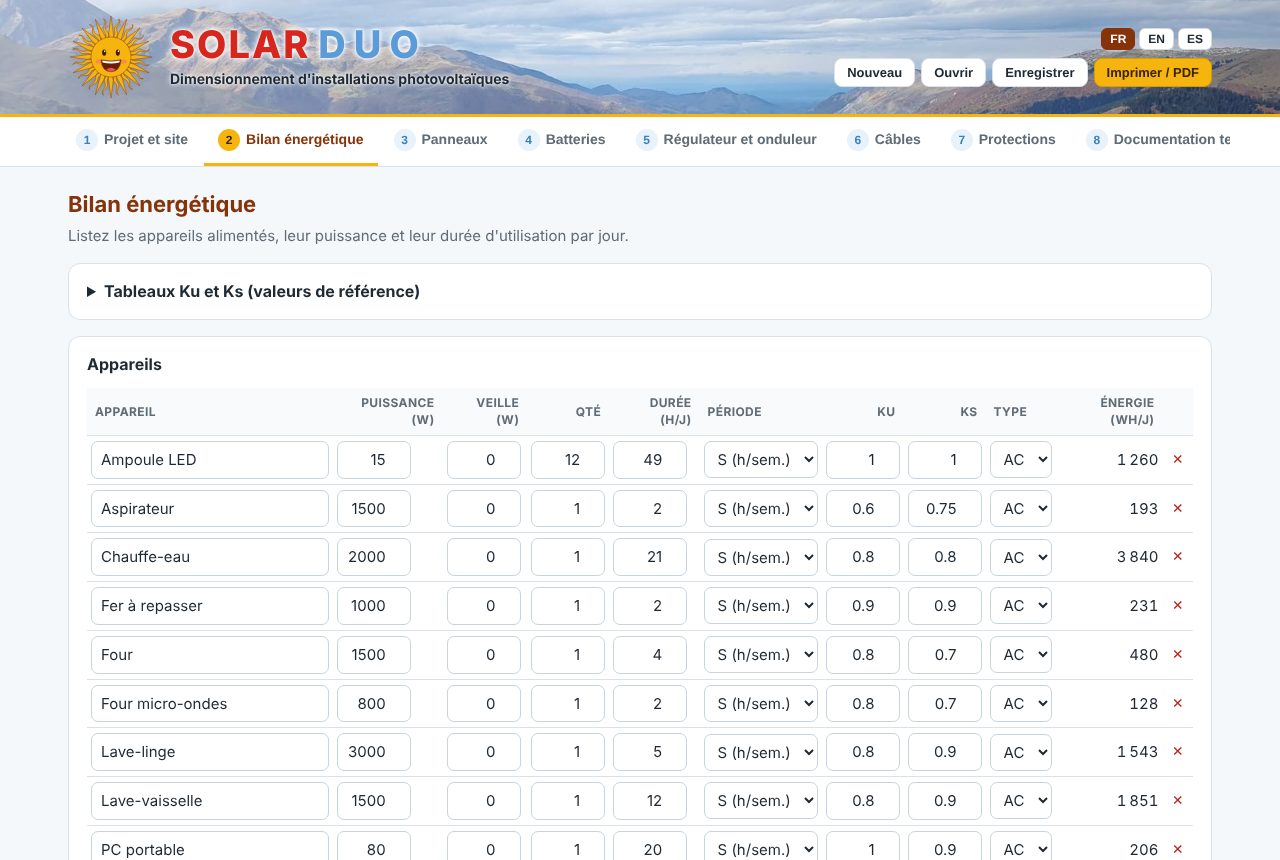 SOLAR DUO
Dimensionnement d'installations photovoltaïques
FR EN ES
Nouveau Ouvrir Enregistrer Imprimer / PDF
1 Projet et site 2 Bilan énergétique 3 Panneaux 4 Batteries 5 Régulateur et onduleur 6 Câbles 7 Protections 8 Documentation te
Bilan énergétique
Listez les appareils alimentés, leur puissance et leur durée d'utilisation par jour.
Tableaux Ku et Ks (valeurs de référence)
Appareils
APPAREIL PUISSANCE (W) VEILLE (W) QTÉ DURÉE (H/J) PÉRIODE KU KS TYPE ÉNERGIE (WH/J)
Ampoule LED 15 0 12 49 S (h/sem.) 1 1 AC 1 260 ×
Aspirateur 1500 0 1 2 S (h/sem.) 0.6 0.75 AC 193 ×
Chauffe-eau 2000 0 1 21 S (h/sem.) 0.8 0.8 AC 3 840 ×
Fer à repasser 1000 0 1 2 S (h/sem.) 0.9 0.9 AC 231 ×
Four 1500 0 1 4 S (h/sem.) 0.8 0.7 AC 480 ×
Four micro-ondes 800 0 1 2 S (h/sem.) 0.8 0.7 AC 128 ×
Lave-linge 3000 0 1 5 S (h/sem.) 0.8 0.9 AC 1 543 ×
Lave-vaisselle 1500 0 1 12 S (h/sem.) 0.8 0.9 AC 1 851 ×
PC portable 80 0 1 20 S (h/sem.) 1 0.9 AC 206 ×